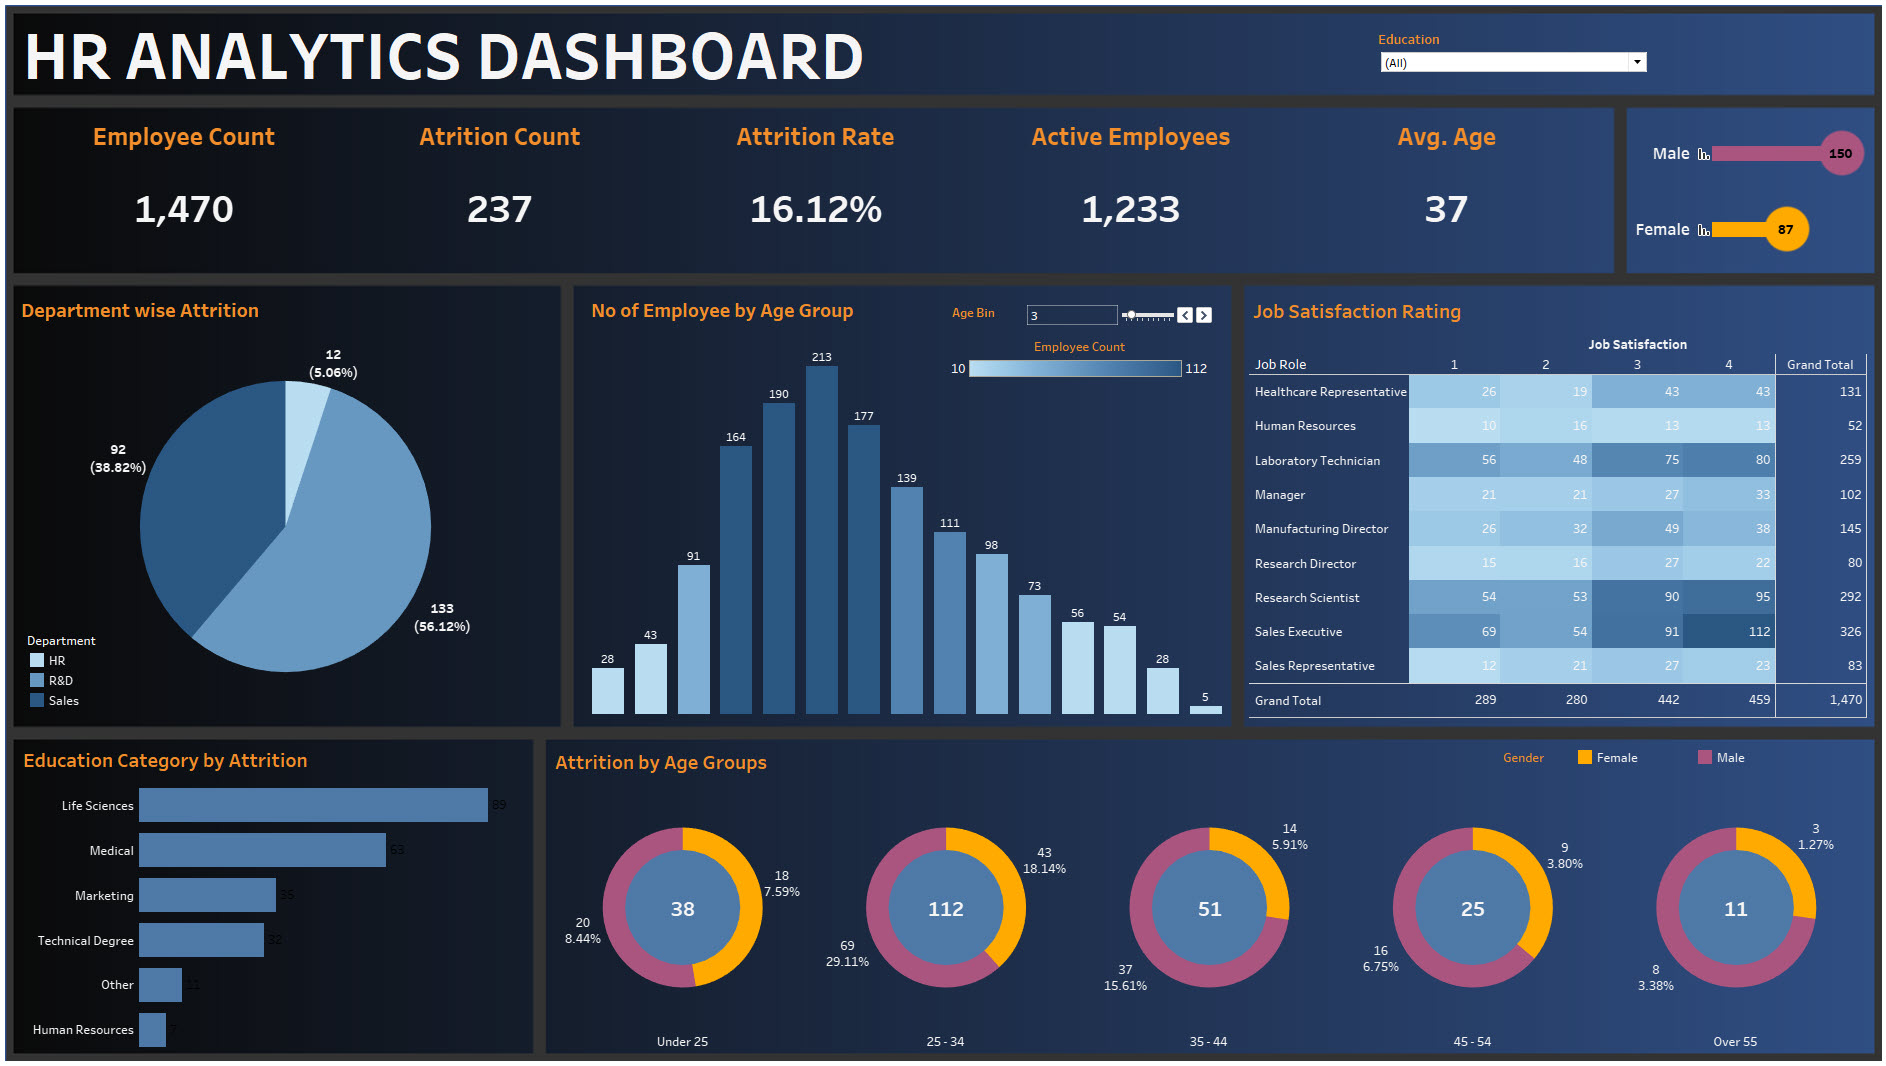 HR ANALYTICS DASHBOARD
Education
(All)
Employee Count
Atrition Count
Attrition Rate
Active Employees
Avg. Age
1,470
237
16.12%
1,233
37
Male
150
Female
87
Department wise Attrition
12
(5.06%)
92
(38.82%)
133
(56.12%)
Department
HR
R&D
Sales
No of Employee by Age Group
Age Bin
3
Employee Count
10
112
28
43
91
164
190
213
177
139
111
98
73
56
54
28
5
Job Satisfaction Rating
Job Satisfaction
Job Role 1 2 3 4 Grand Total
Healthcare Representative 26 19 43 43 131
Human Resources 10 16 13 13 52
Laboratory Technician 56 48 75 80 259
Manager 21 21 27 33 102
Manufacturing Director 26 32 49 38 145
Research Director 15 16 27 22 80
Research Scientist 54 53 90 95 292
Sales Executive 69 54 91 112 326
Sales Representative 12 21 27 23 83
Grand Total 289 280 442 459 1,470
Education Category by Attrition
Life Sciences 89
Medical 63
Marketing 35
Technical Degree 32
Other 11
Human Resources 7
Attrition by Age Groups
Gender
Female
Male
18
7.59%
38
20
8.44%
Under 25
43
18.14%
112
69
29.11%
25 - 34
14
5.91%
51
37
15.61%
35 - 44
9
3.80%
25
16
6.75%
45 - 54
3
1.27%
11
8
3.38%
Over 55